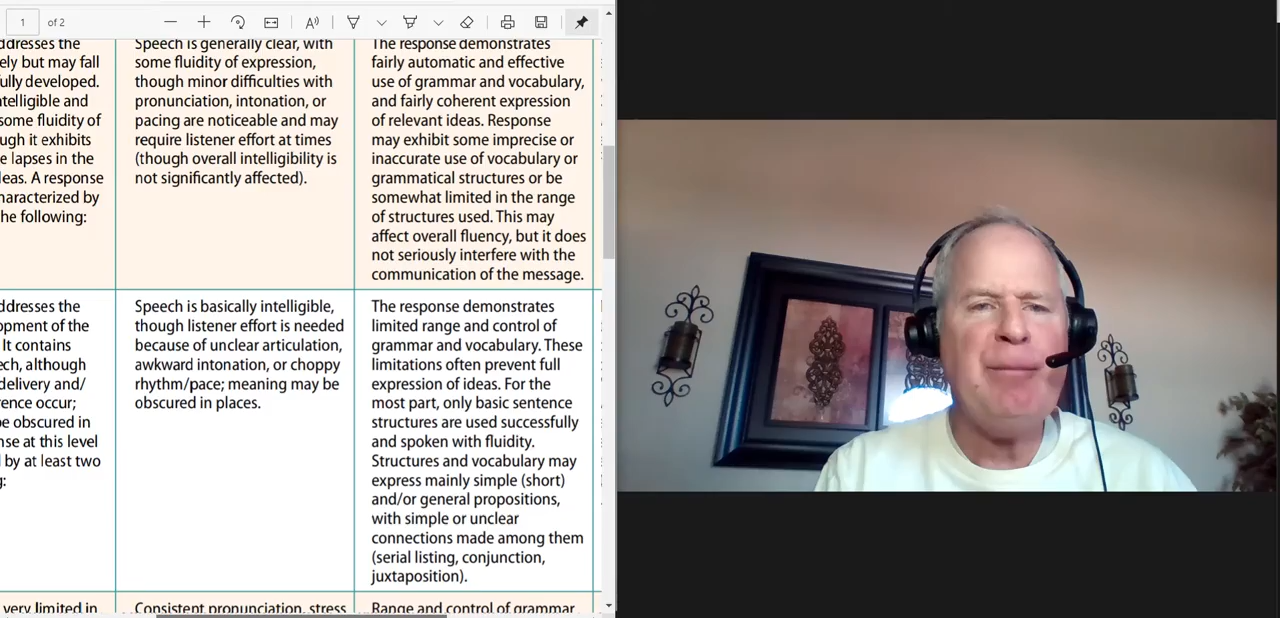 1 of 2
ddresses the
ely but may fall
ully developed.
ntelligible and
some fluidity of
ugh it exhibits
e lapses in the
leas. A response
haracterized by
he following:
Speech is generally clear, with
some fluidity of expression,
though minor difficulties with
pronunciation, intonation, or
pacing are noticeable and may
require listener effort at times
(though overall intelligibility is
not significantly affected).
The response demonstrates
fairly automatic and effective
use of grammar and vocabulary,
and fairly coherent expression
of relevant ideas. Response
may exhibit some imprecise or
inaccurate use of vocabulary or
grammatical structures or be
somewhat limited in the range
of structures used. This may
affect overall fluency, but it does
not seriously interfere with the
communication of the message.
ddresses the
opment of the
It contains
ech, although
delivery and/
rence occur;
be obscured in
nse at this level
by at least two
g:
Speech is basically intelligible,
though listener effort is needed
because of unclear articulation,
awkward intonation, or choppy
rhythm/pace; meaning may be
obscured in places.
The response demonstrates
limited range and control of
grammar and vocabulary. These
limitations often prevent full
expression of ideas. For the
most part, only basic sentence
structures are used successfully
and spoken with fluidity.
Structures and vocabulary may
express mainly simple (short)
and/or general propositions,
with simple or unclear
connections made among them
(serial listing, conjunction,
juxtaposition).
very limited in
Consistent pronunciation, stress
Range and control of grammar